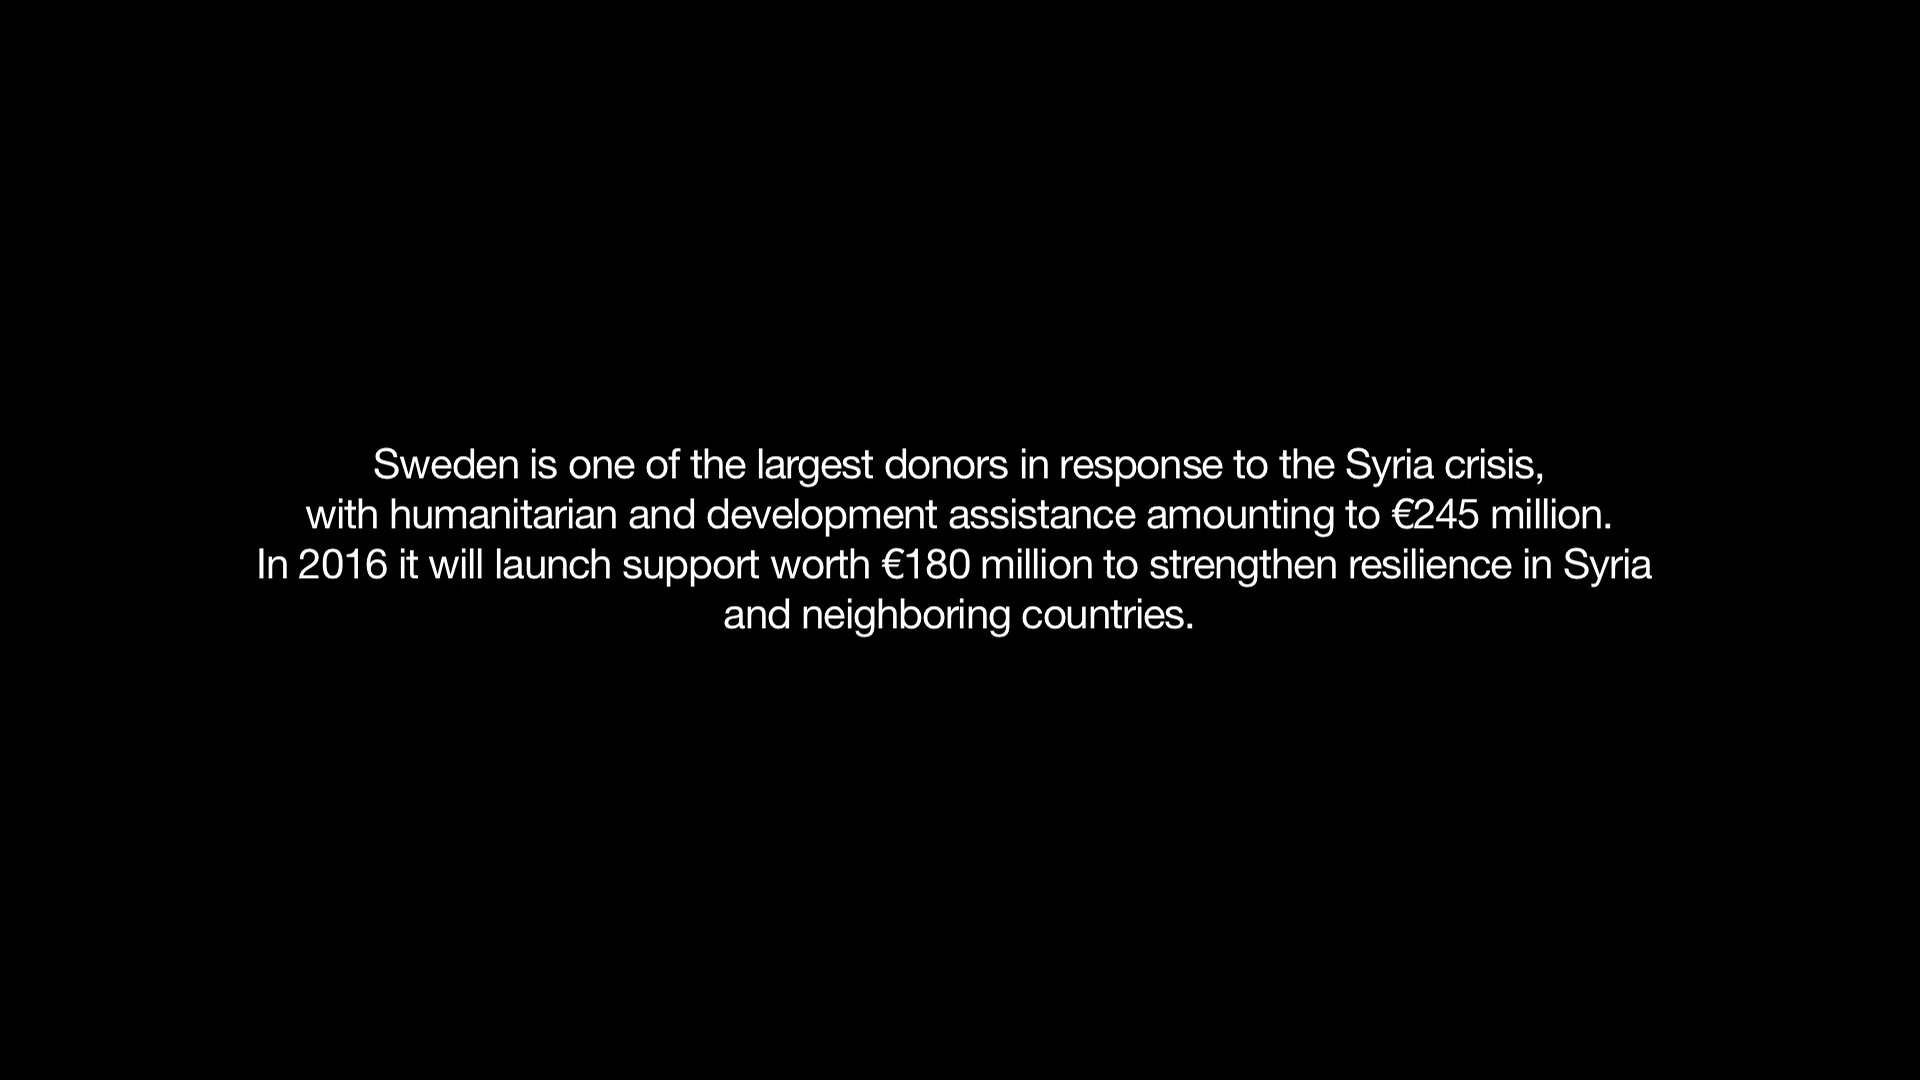 Sweden is one of the largest donors in response to the Syria crisis,
with humanitarian and development assistance amounting to €245 million.
In 2016 it will launch support worth €180 million to strengthen resilience in Syria
and neighboring countries.